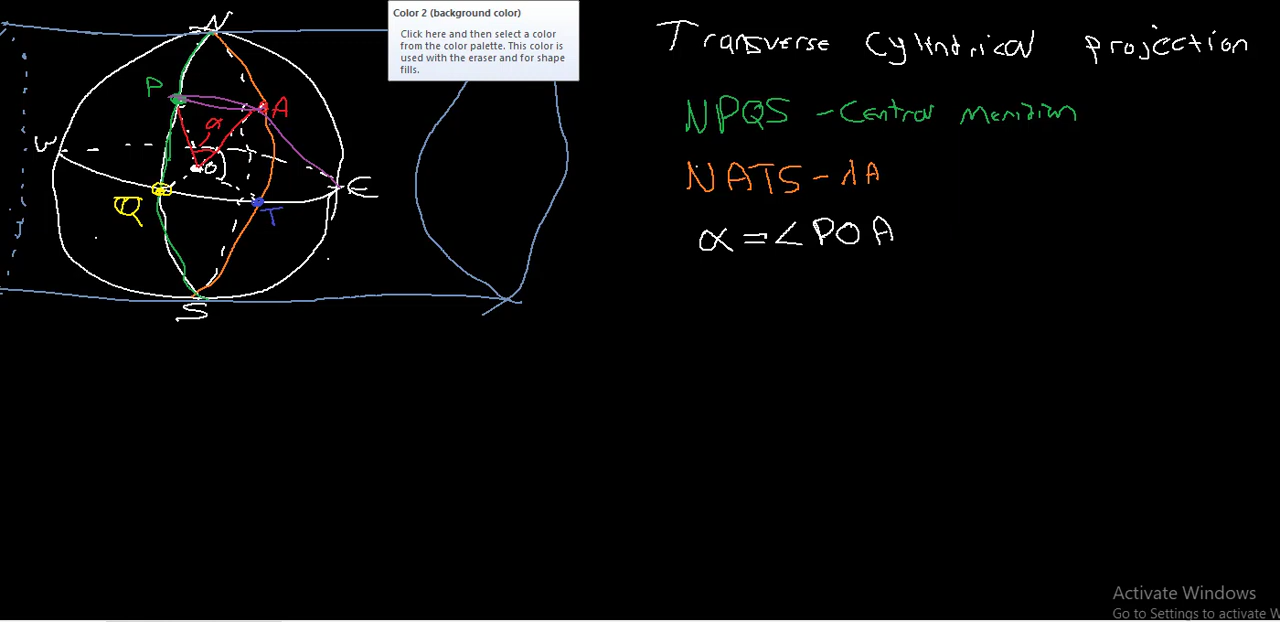 N
Color 2 (background color)
Click here and then select a color
from the color palette. This color is
used with the eraser and for shape
fills.
Transverse Cylindrical projection
P
A
α
NPQS - Central Meridian
W
O
E
NATS - λA
Q
T
α = ∠ POA
S
Activate Windows
Go to Settings to activate W